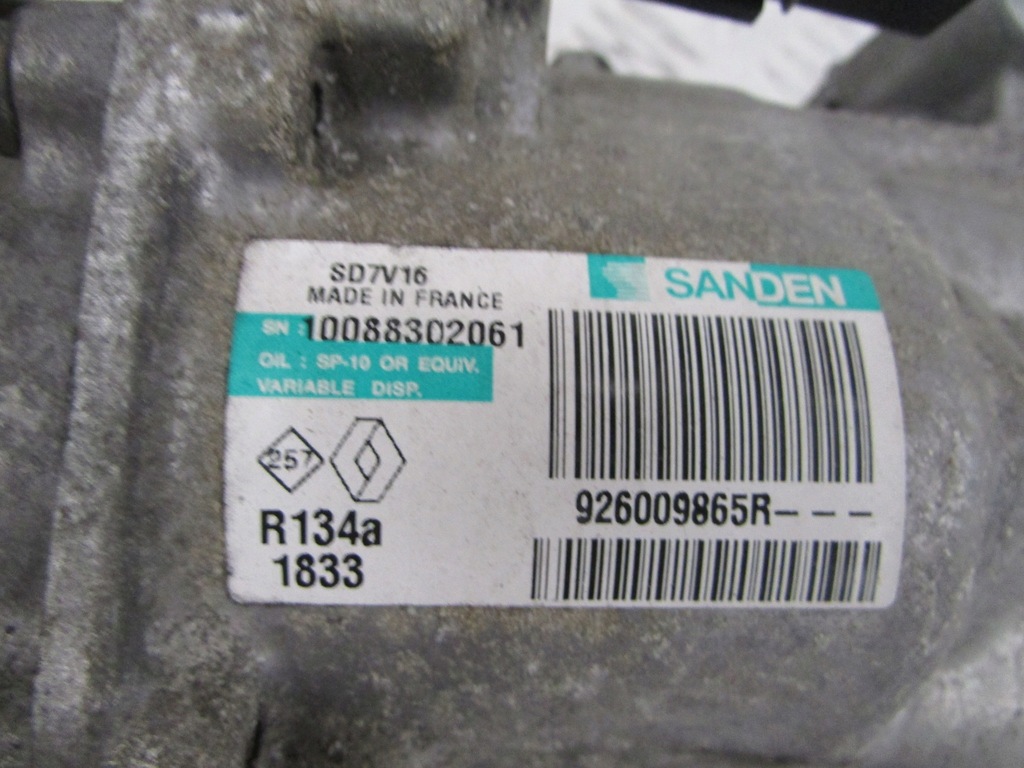 SD7V16
MADE IN FRANCE
SANDEN
SN : 10088302061
OIL : SP-10 OR EQUIV.
VARIABLE DISP.
257
R134a
1833
926009865R- - -